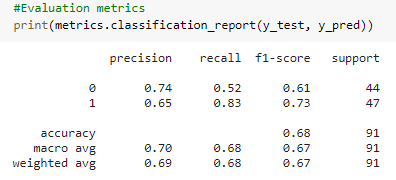 #Evaluation metrics
print(metrics.classification_report(y_test, y_pred))
precision recall f1-score support
0 0.74 0.52 0.61 44
1 0.65 0.83 0.73 47
accuracy 0.68 91
macro avg 0.70 0.68 0.67 91
weighted avg 0.69 0.68 0.67 91